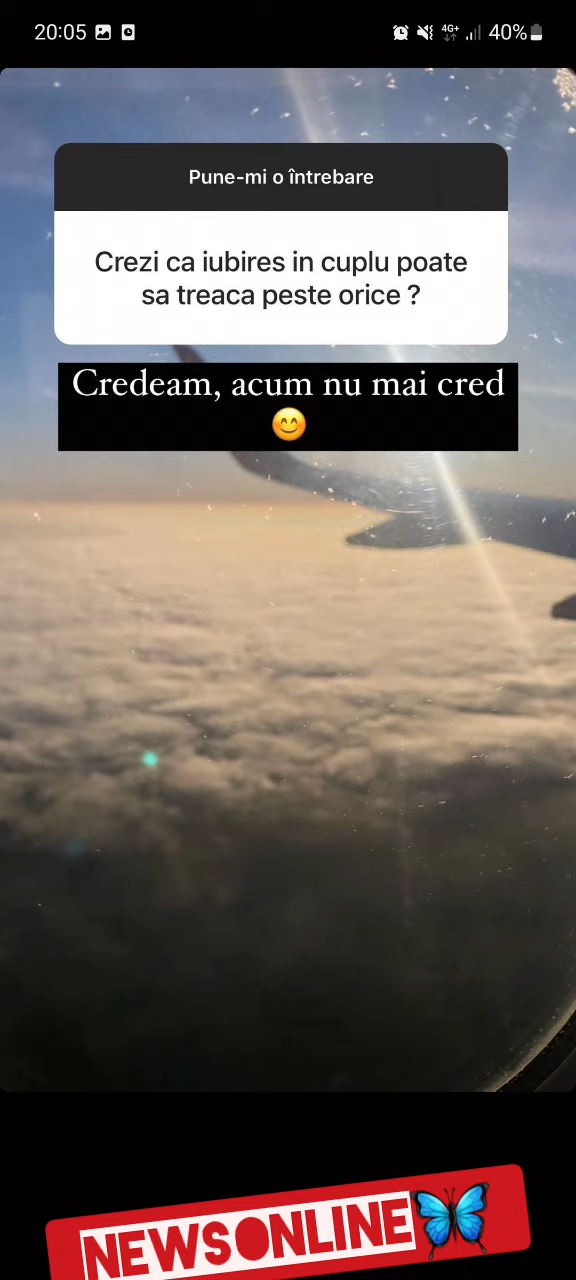 20:05 4G+ 40%
Pune-mi o întrebare
Crezi ca iubires in cuplu poate
sa treaca peste orice ?
Credeam, acum nu mai cred
😊
NEWSONLINE🦋